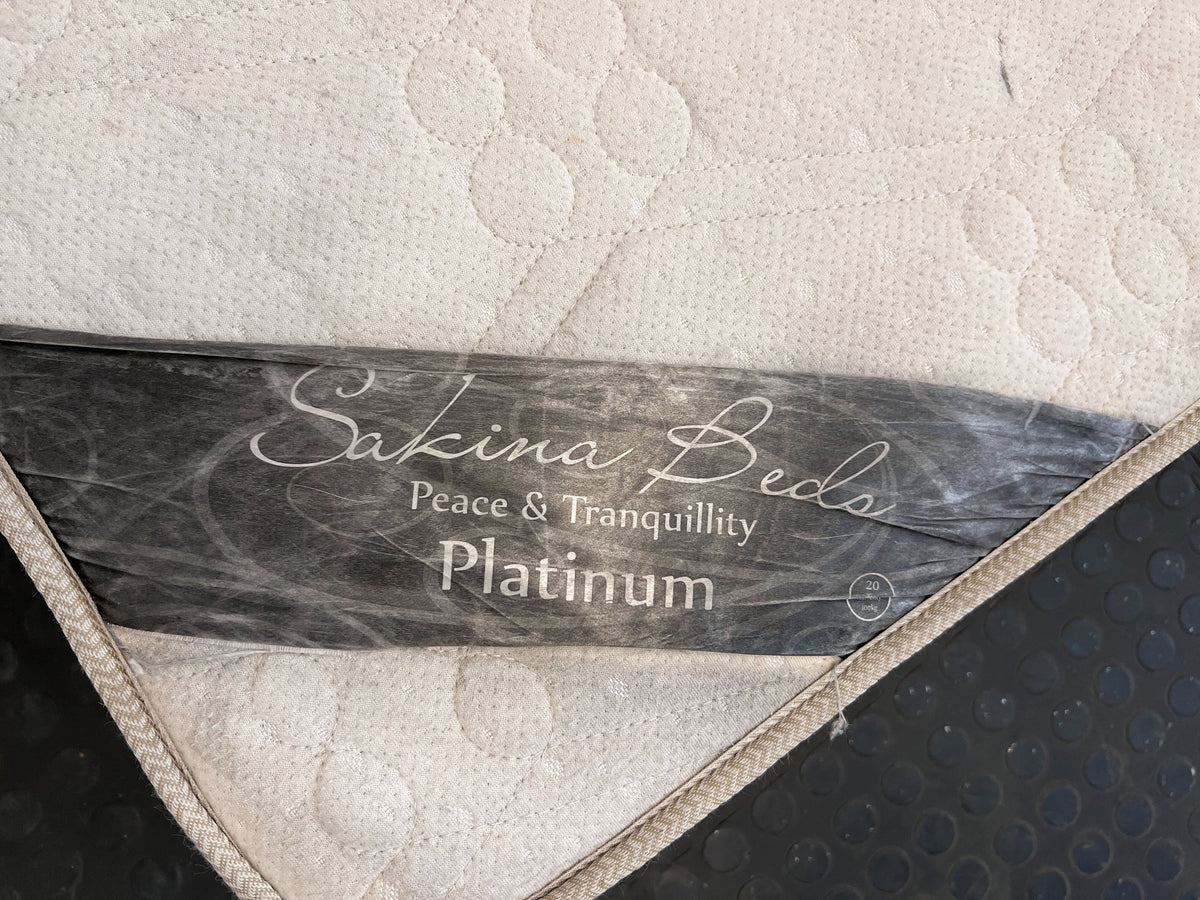 Sakina Beds
Peace & Tranquillity
Platinum
20